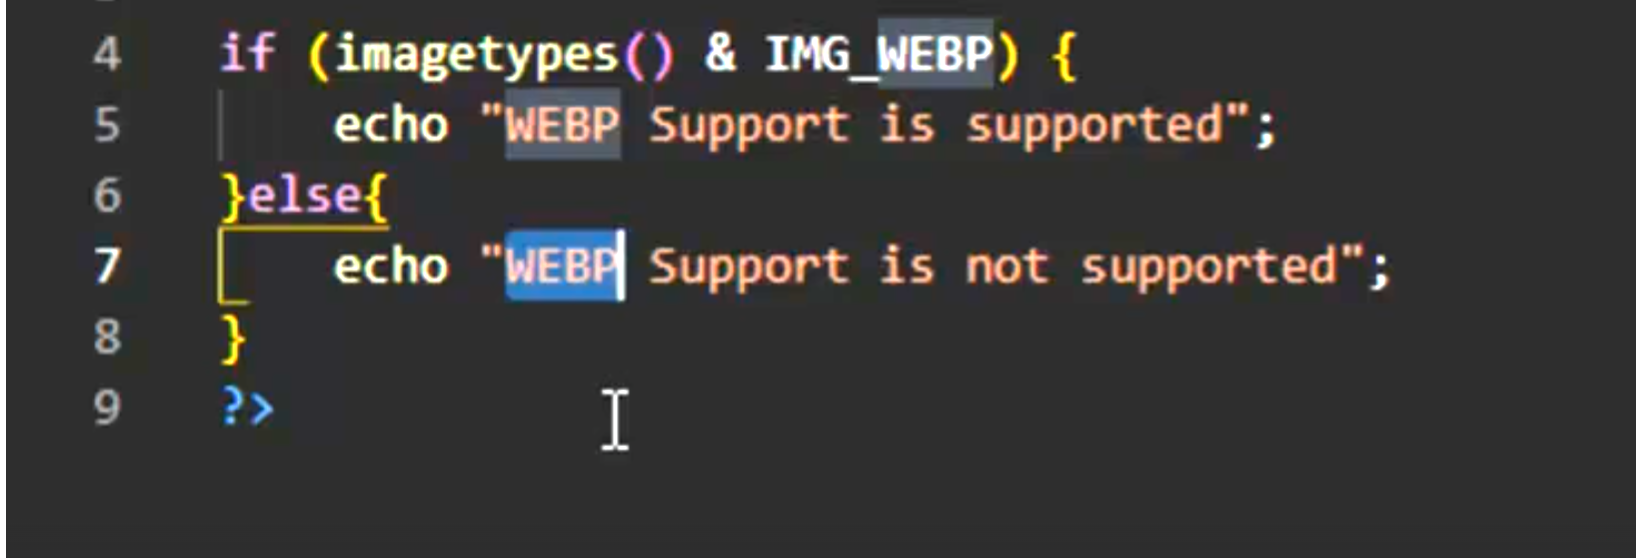 4 if (imagetypes() & IMG_WEBP) {
5 echo "WEBP Support is supported";
6 }else{
7 echo "WEBP Support is not supported";
8 }
9 ?>